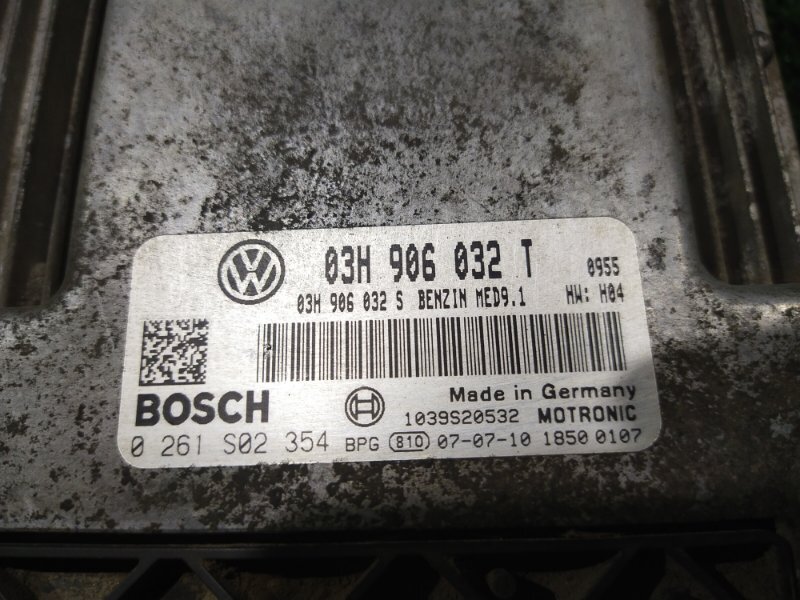 03H 906 032 T 0955
03H 906 032 S BENZIN MED9.1 HW: H04
Made in Germany
BOSCH 1039S20532 MOTRONIC
0 261 S02 354 BPG 810 07-07-10 1850 0107